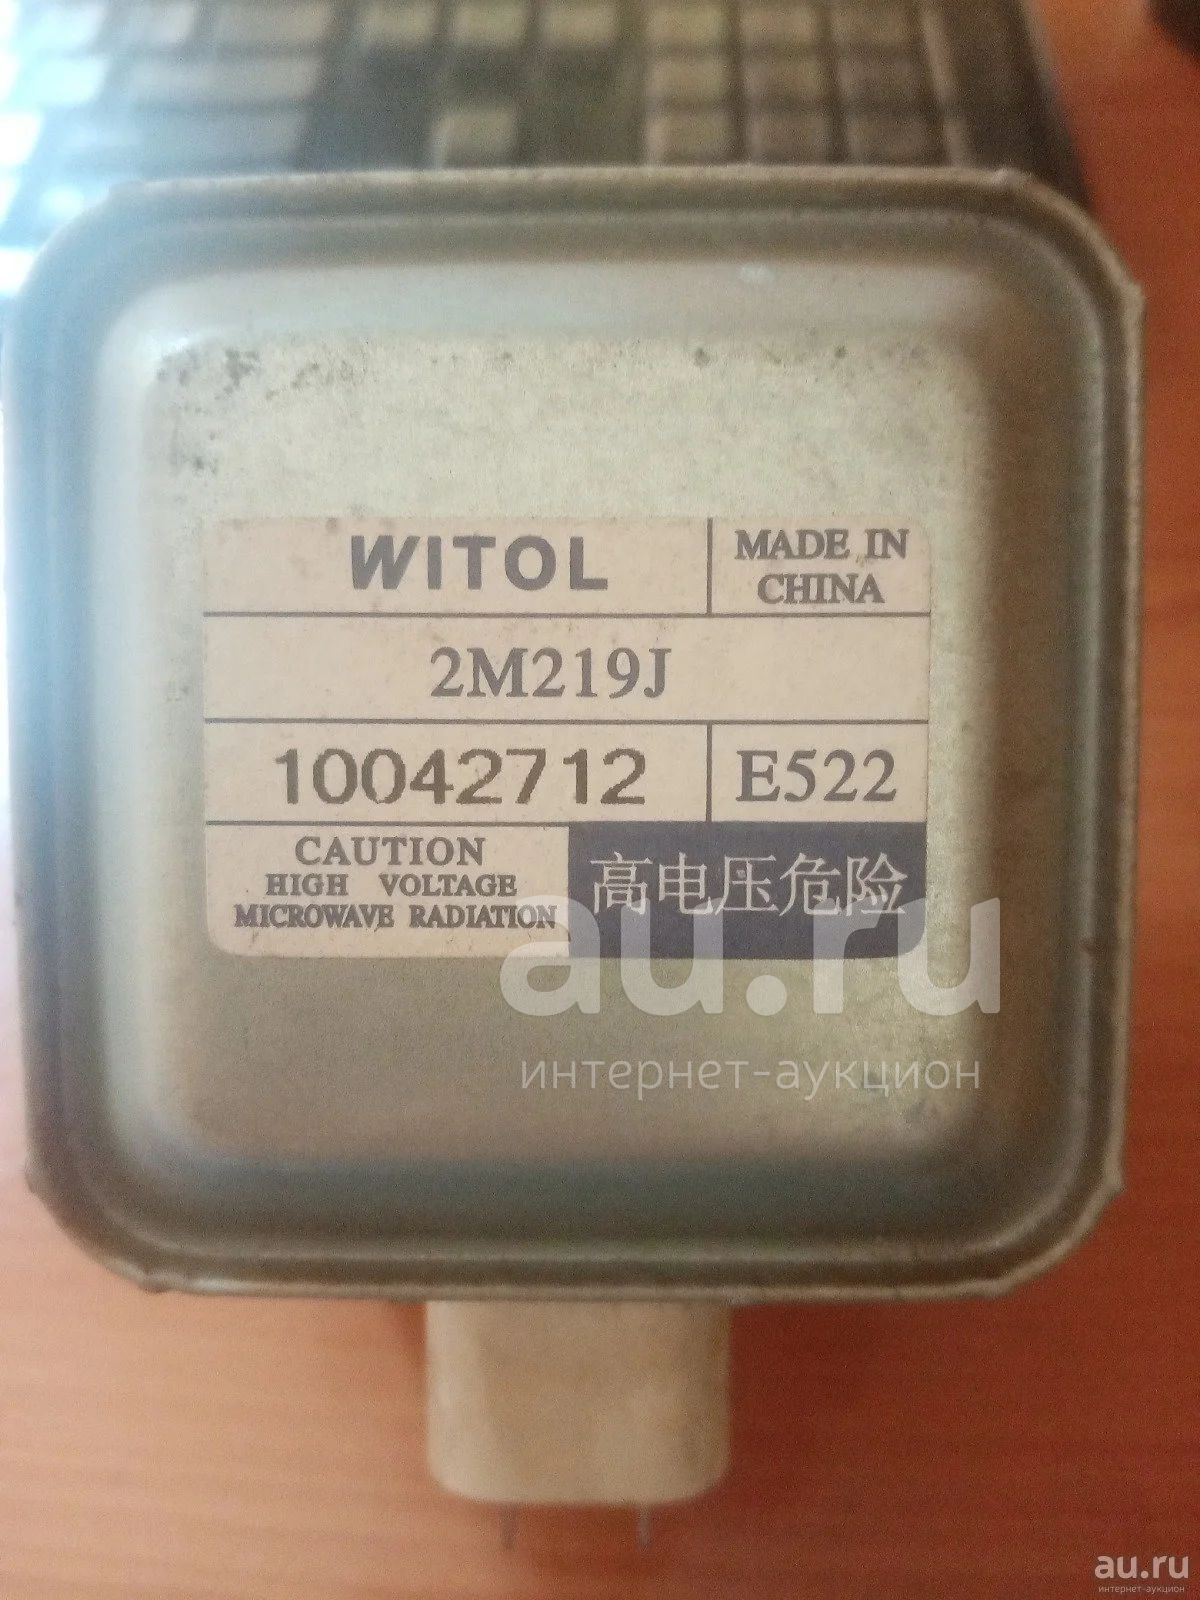 WITOL
MADE IN
CHINA
2M219J
10042712
E522
CAUTION
HIGH VOLTAGE
MICROWAVE RADIATION
高电压危险
au.ru
интернет-аукцион
au.ru
интернет-аукцион